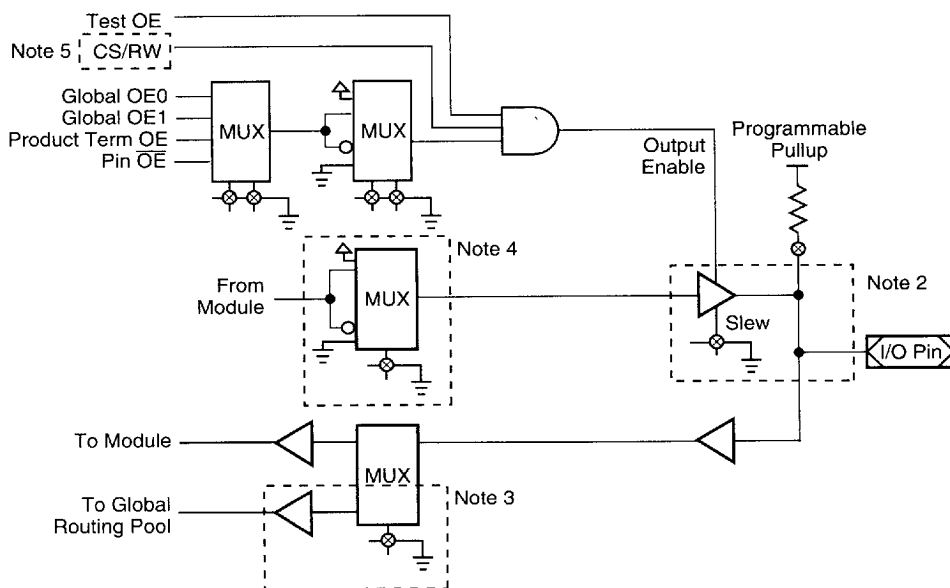 Test OE
Note 5 CS/RW
Global OE0
Global OE1
Product Term OE
Pin O̅E̅
MUX
MUX
Output
Enable
Programmable
Pullup
Note 4
From
Module
MUX
Note 2
Slew
I/O Pin
To Module
MUX
Note 3
To Global
Routing Pool